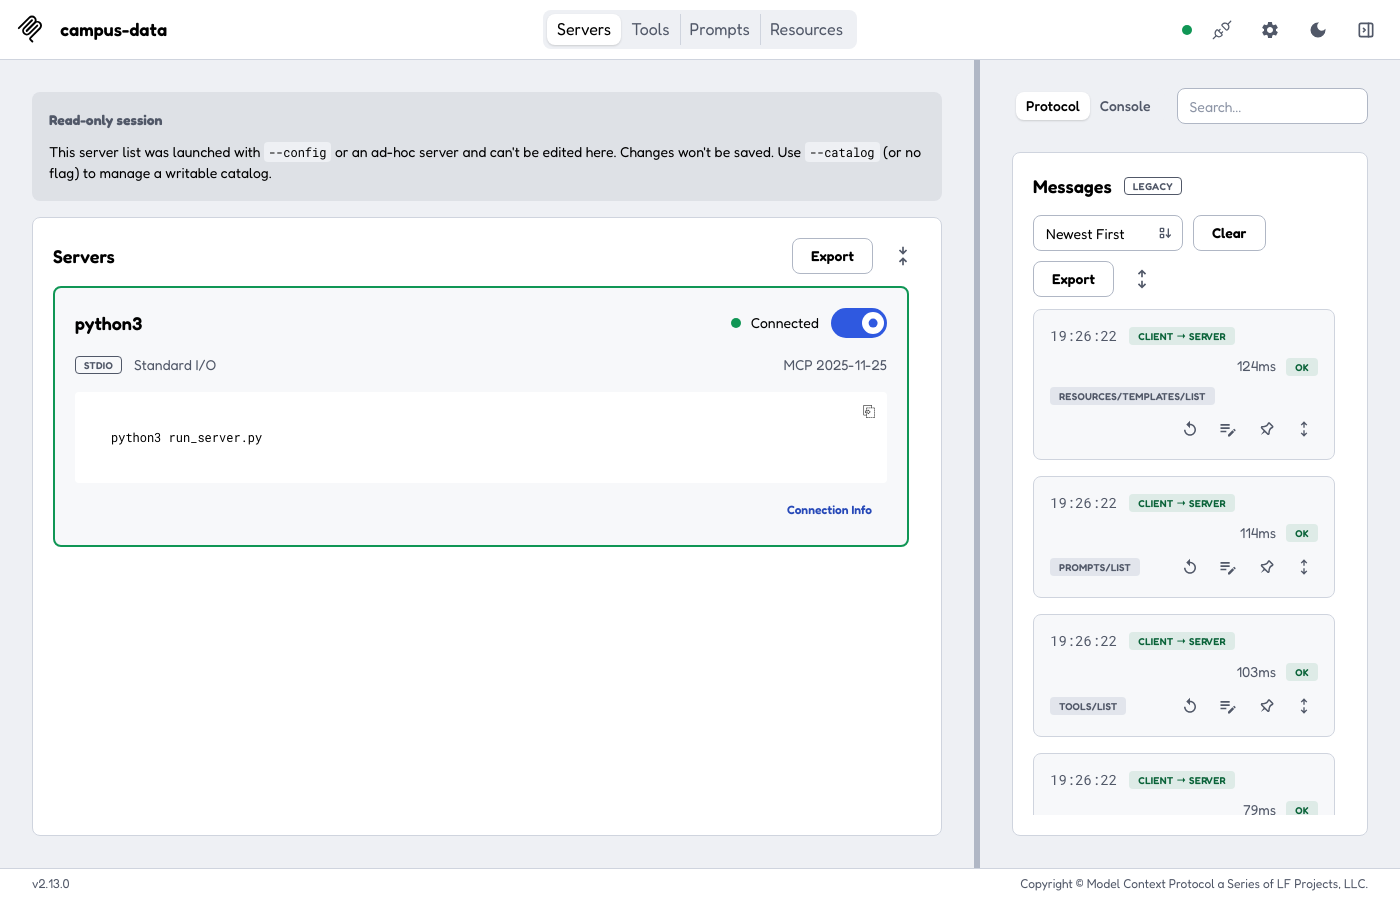 campus-data
Servers
Tools
Prompts
Resources
Read-only session
This server list was launched with --config or an ad-hoc server and can't be edited here. Changes won't be saved. Use --catalog (or no
flag) to manage a writable catalog.
Servers
Export
python3
Connected
STDIO
Standard I/O
MCP 2025-11-25
python3 run_server.py
Connection Info
Protocol
Console
Search...
Messages
LEGACY
Newest First
Clear
Export
19:26:22
CLIENT → SERVER
124ms
OK
RESOURCES/TEMPLATES/LIST
19:26:22
CLIENT → SERVER
114ms
OK
PROMPTS/LIST
19:26:22
CLIENT → SERVER
103ms
OK
TOOLS/LIST
19:26:22
CLIENT → SERVER
79ms
OK
v2.13.0
Copyright © Model Context Protocol a Series of LF Projects, LLC.